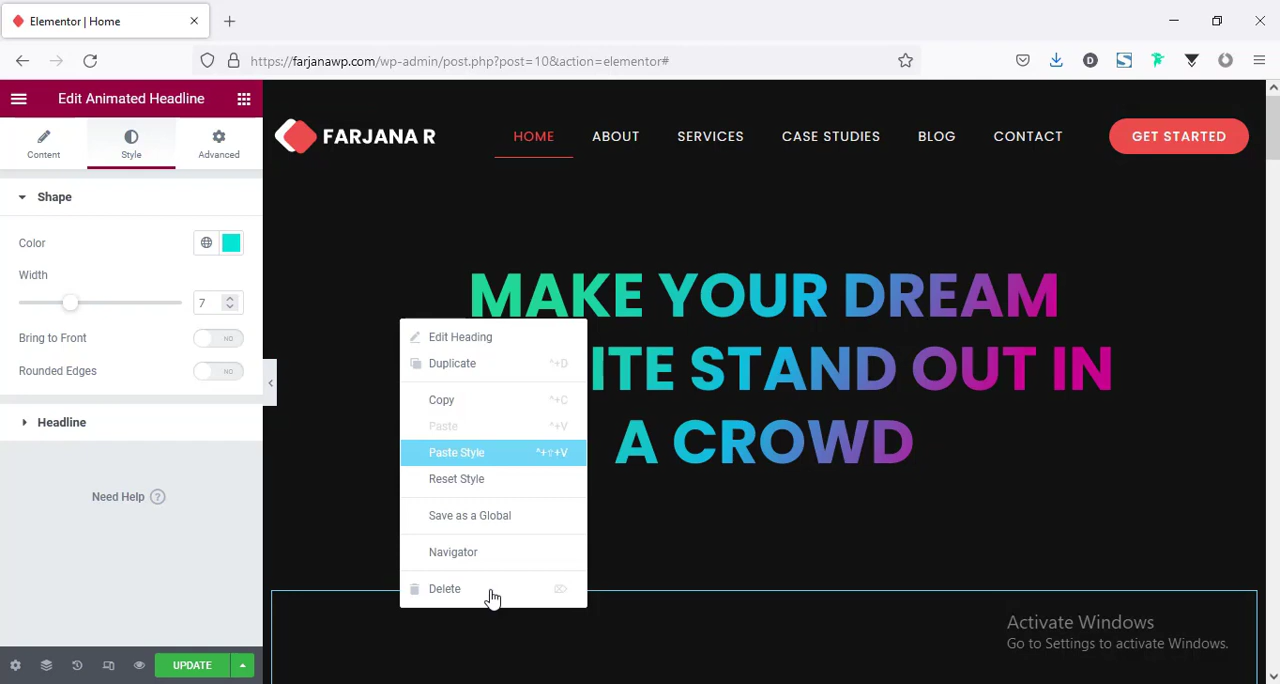 Elementor | Home
https://farjanawp.com/wp-admin/post.php?post=10&action=elementor#
Edit Animated Headline
Content
Style
Advanced
Shape
Color
Width
7
Bring to Front
NO
Rounded Edges
NO
Headline
Need Help ?
UPDATE
FARJANA R
HOME
ABOUT
SERVICES
CASE STUDIES
BLOG
CONTACT
GET STARTED
MAKE YOUR DREAM
ITE STAND OUT IN
A CROWD
Edit Heading
Duplicate ^+D
Copy ^+C
Paste ^+V
Paste Style ^+⇧+V
Reset Style
Save as a Global
Navigator
Delete ⌦
Activate Windows
Go to Settings to activate Windows.